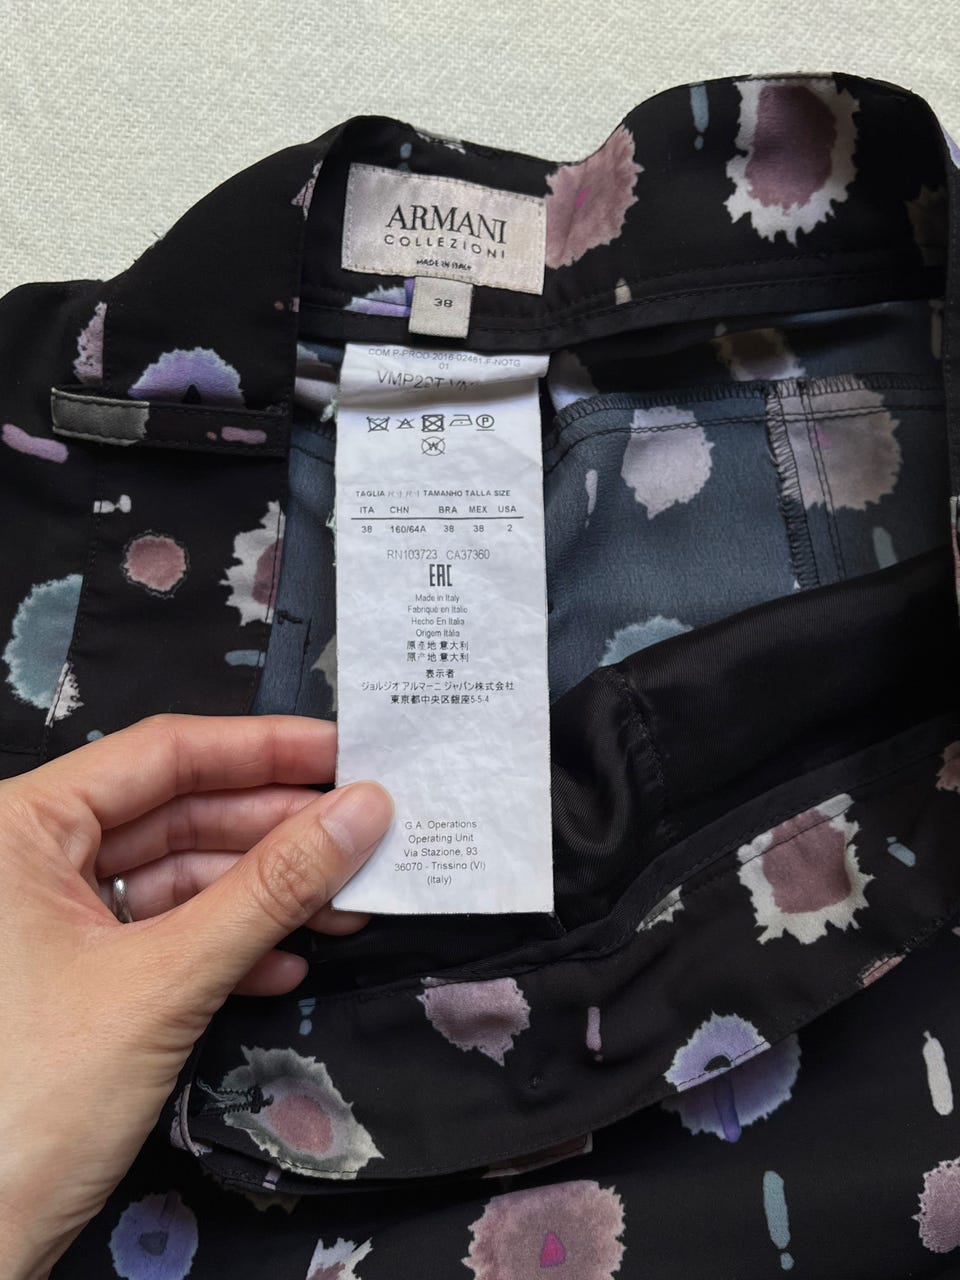 ARMANI
COLLEZIONI
MADE IN ITALY
38
COM P-PROD-2016-02481-F-NOTG
01
P
W
TAGLIA TAMANHO TALLA SIZE
ITA CHN BRA MEX USA
38 160/64A 38 38 2
RN103723 CA37360
EAC
Made in Italy
Fabriqué en Italie
Hecho En Italia
Origem Itália
原産地 意大利
原产地 意大利
表示者
ジョルジオ アルマーニ ジャパン株式会社
東京都中央区銀座5-5-4
G.A. Operations
Operating Unit
Via Stazione, 93
36070 - Trissino (VI)
(italy)